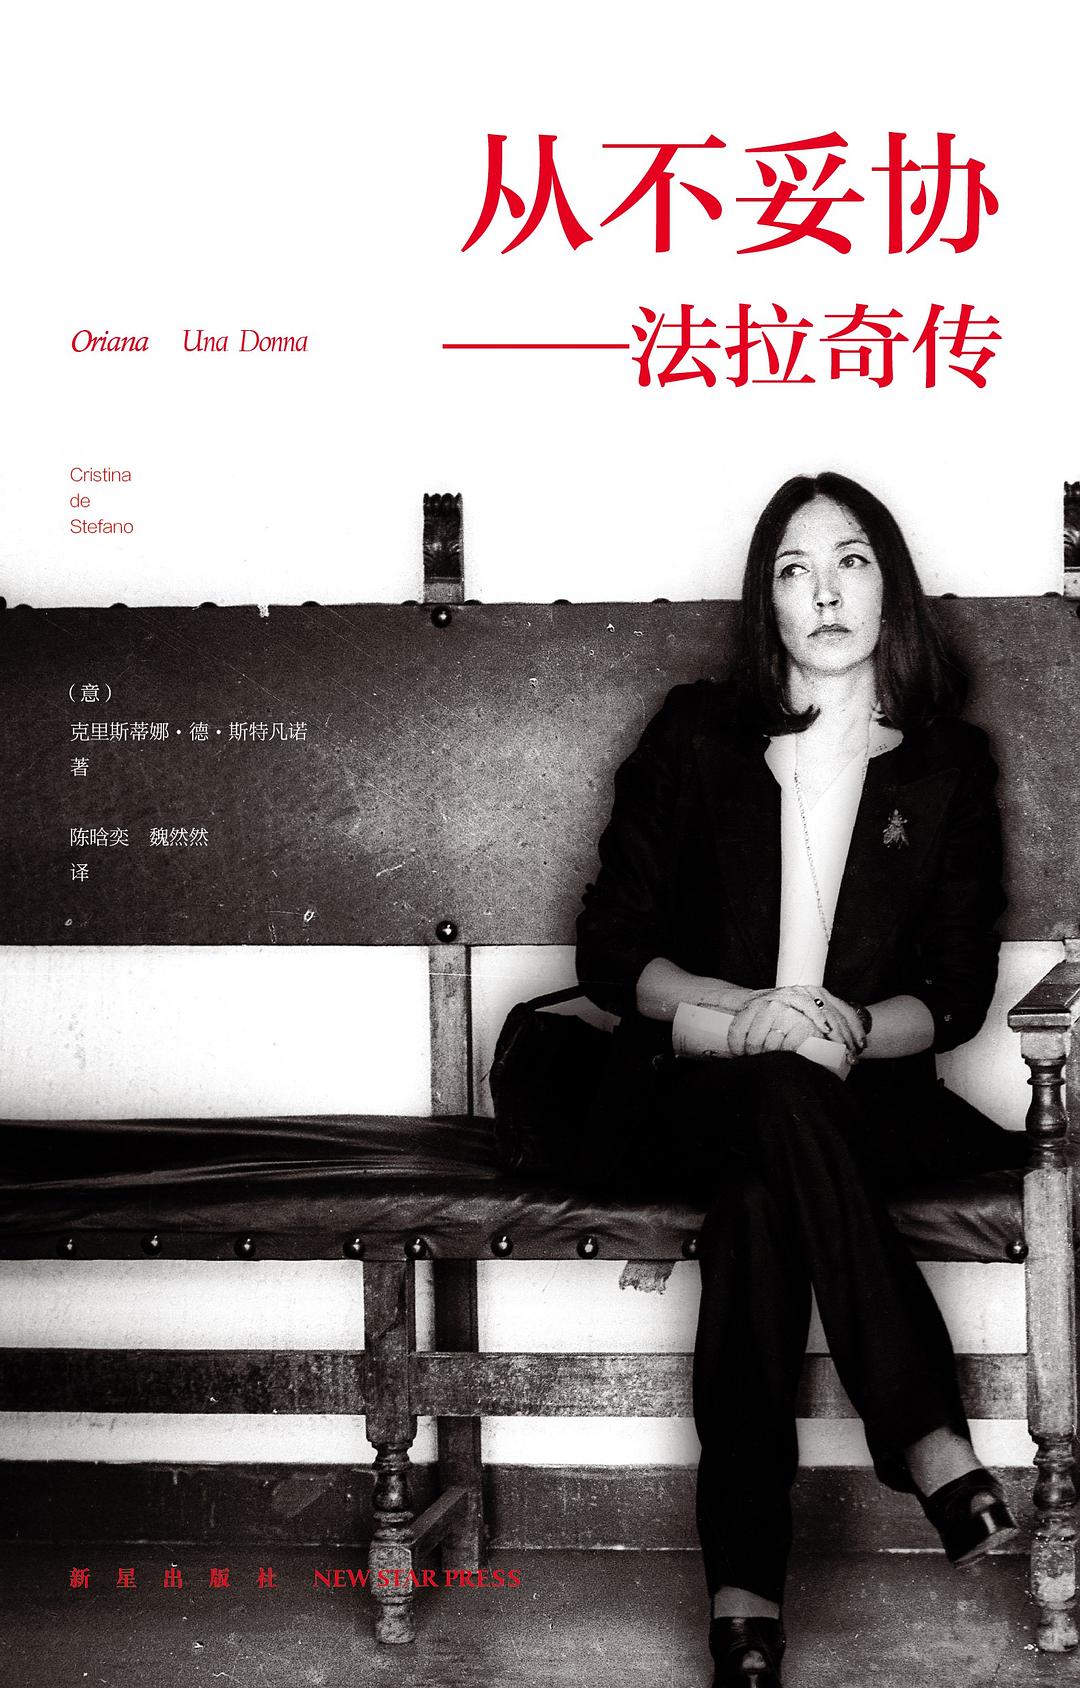 从不妥协
——法拉奇传
Oriana Una Donna
Cristina
de
Stefano
（意）
克里斯蒂娜·德·斯特凡诺
著
陈晗奕 魏然然
译
新星出版社 NEW STAR PRESS